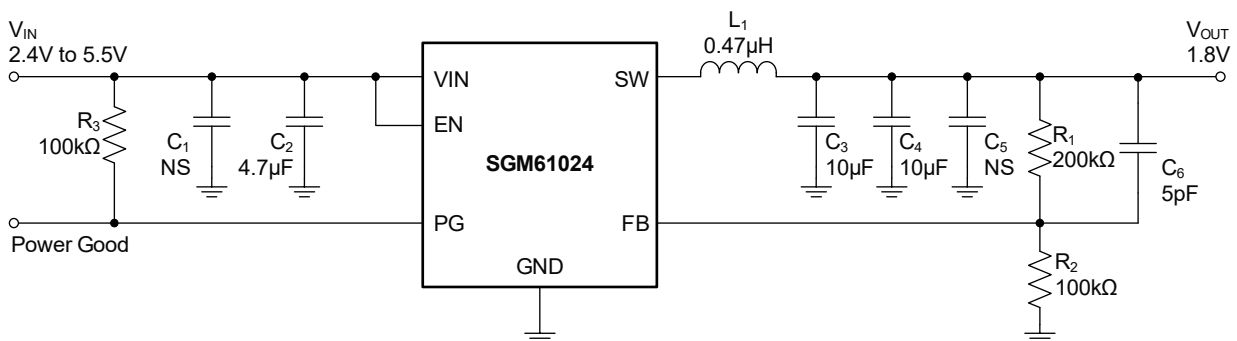 V_IN
2.4V to 5.5V
R3
100kΩ
C1
NS
C2
4.7μF
Power Good
VIN
EN
PG
SW
FB
GND
SGM61024
L1
0.47μH
C3
10μF
C4
10μF
C5
NS
R1
200kΩ
C6
5pF
R2
100kΩ
V_OUT
1.8V